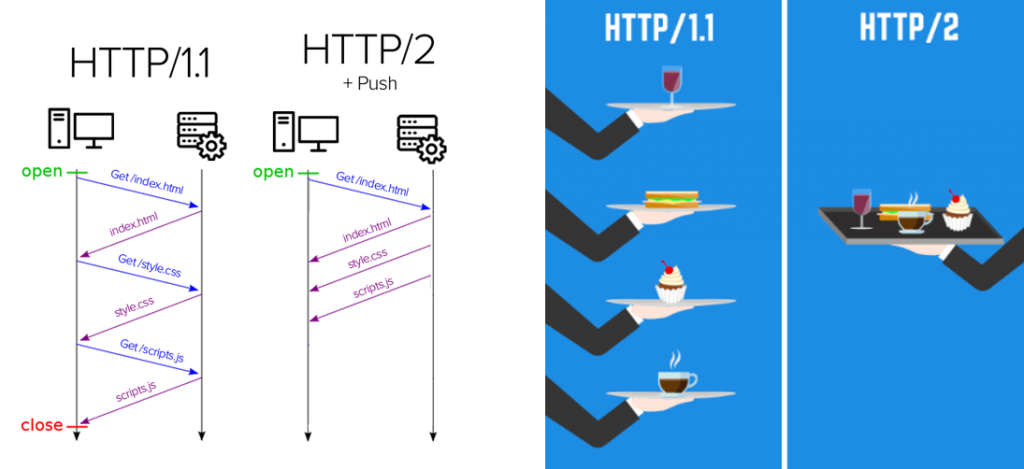 HTTP/1.1
open
Get /index.html
index.html
Get /style.css
style.css
Get /scripts.js
scripts.js
close
HTTP/2
+ Push
open
Get /index.html
index.html
style.css
scripts.js
HTTP/1.1
HTTP/2